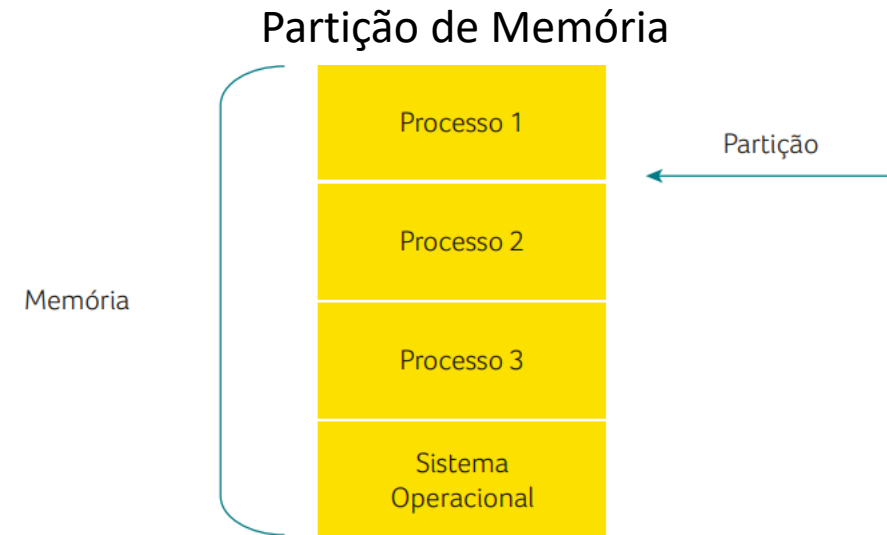 Partição de Memória
Processo 1
Partição
Processo 2
Memória
Processo 3
Sistema
Operacional